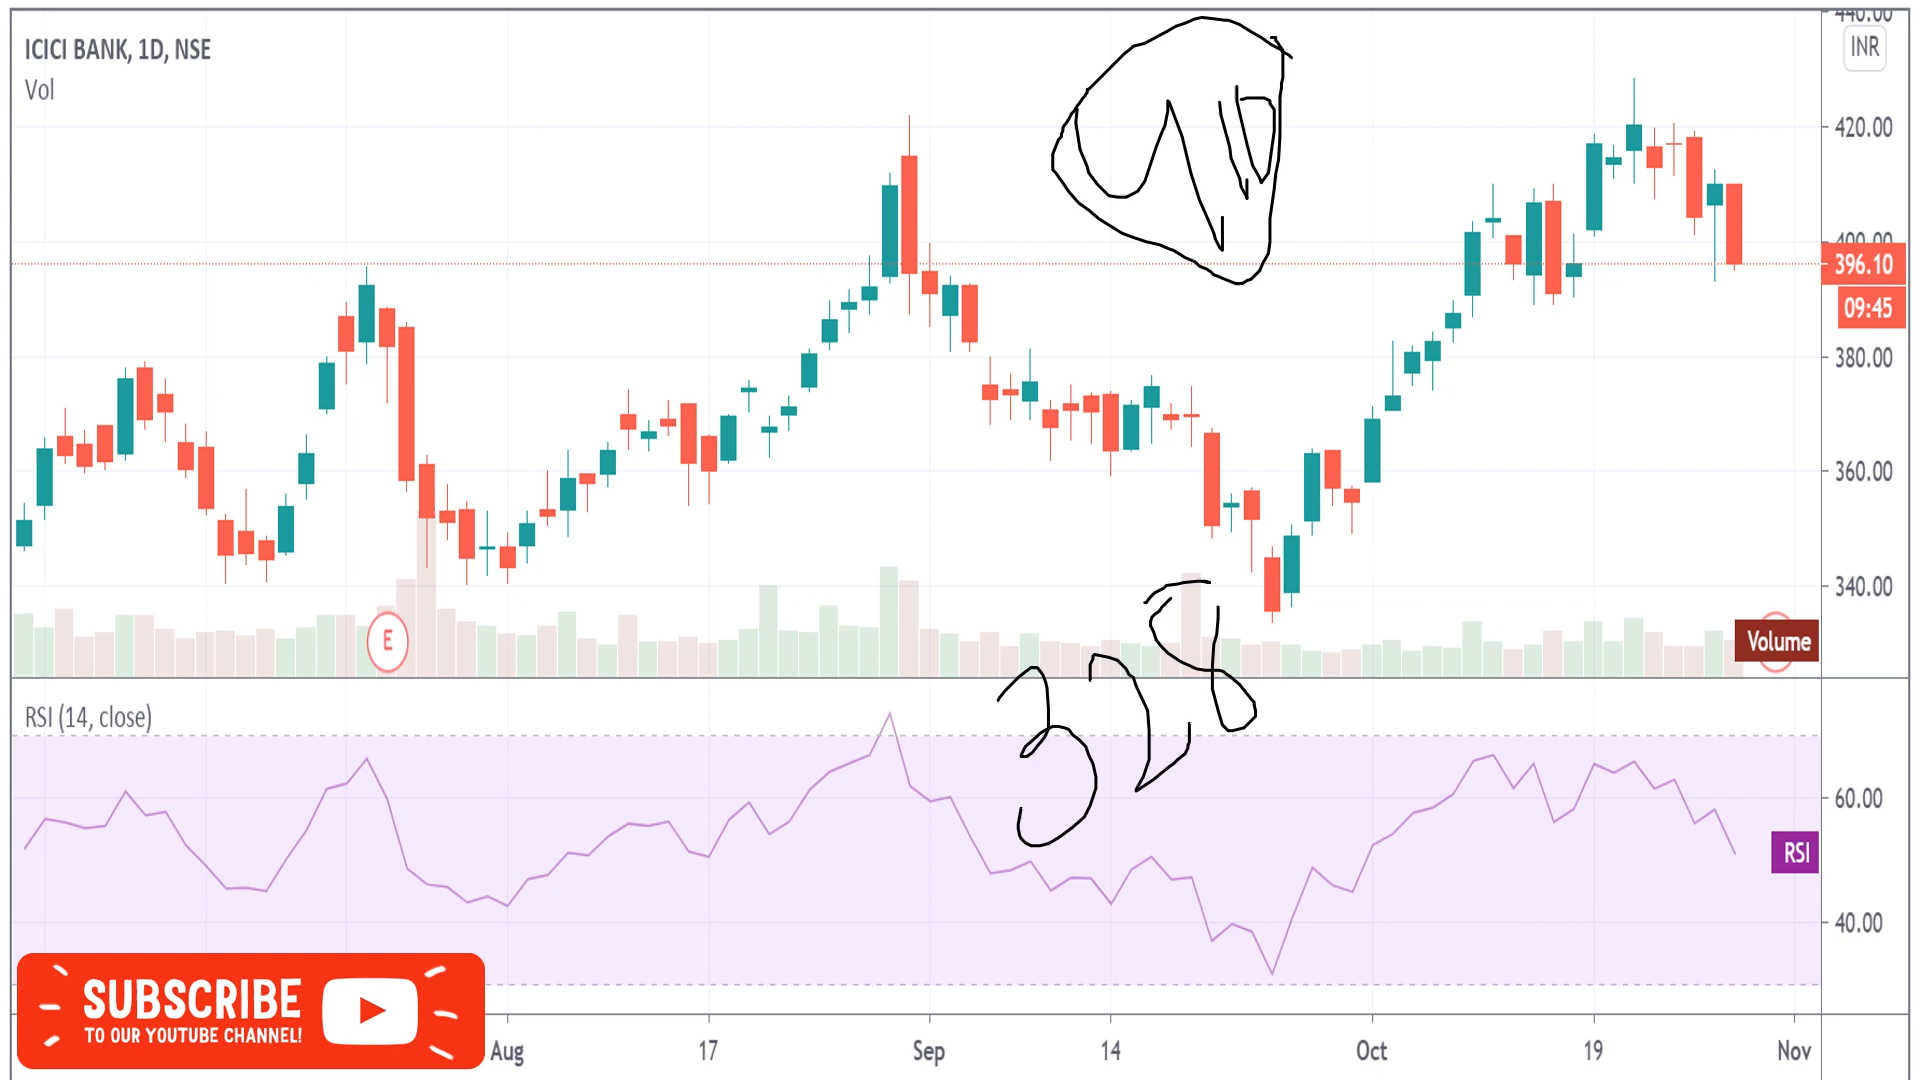 440.00
ICICI BANK, 1D, NSE
INR
Vol
420.00
400.00
396.10
09:45
380.00
360.00
340.00
E
Volume
328
RSI (14, close)
60.00
RSI
40.00
SUBSCRIBE
TO OUR YOUTUBE CHANNEL!
Aug 17 Sep 14 Oct 19 Nov